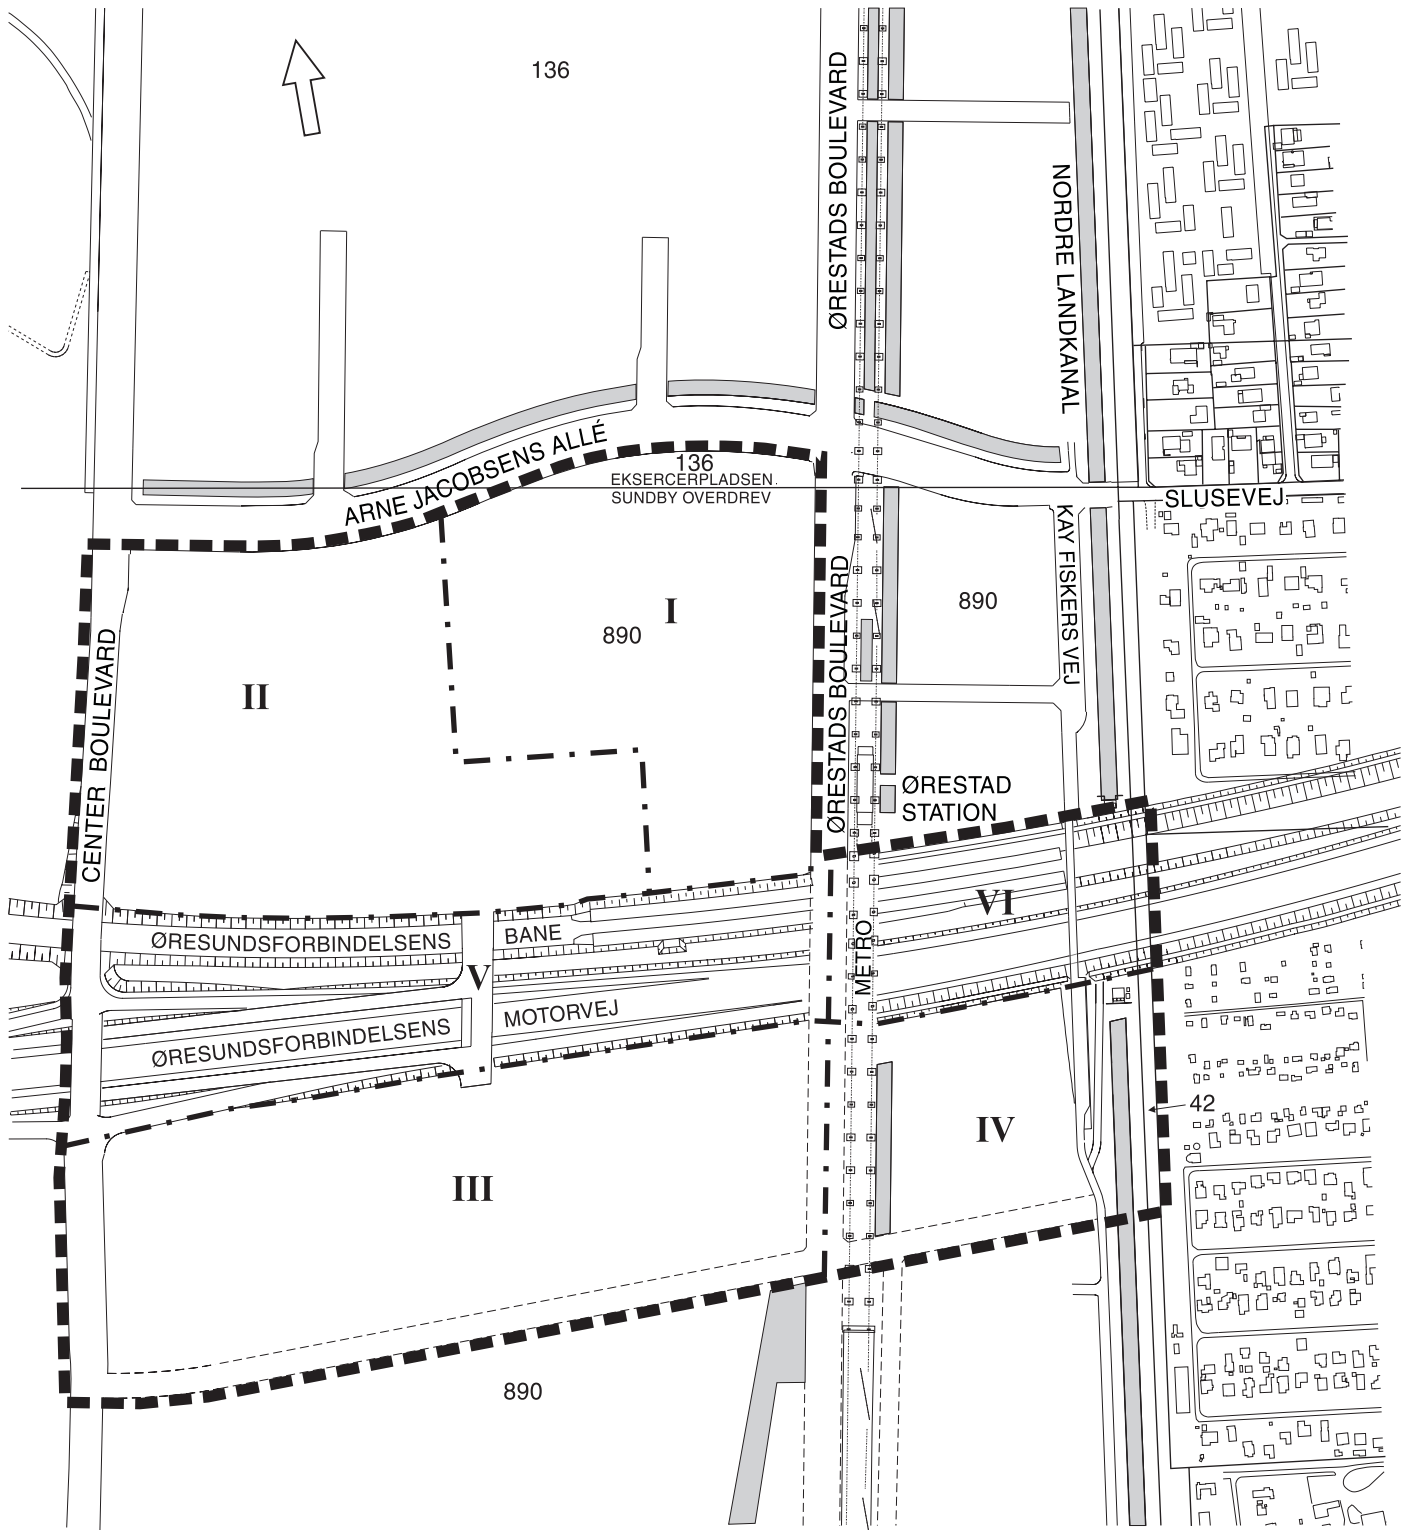 136
ØRESTADS BOULEVARD
NORDRE LANDKANAL
ARNE JACOBSENS ALLÉ
136
EKSERCERPLADSEN
SUNDBY OVERDREV
SLUSEVEJ
KAY FISKERS VEJ
ØRESTADS BOULEVARD
890
I
890
II
CENTER BOULEVARD
ØRESTAD
STATION
VI
BANE
ØRESUNDSFORBINDELSENS
METRO
V
MOTORVEJ
ØRESUNDSFORBINDELSENS
42
IV
III
890